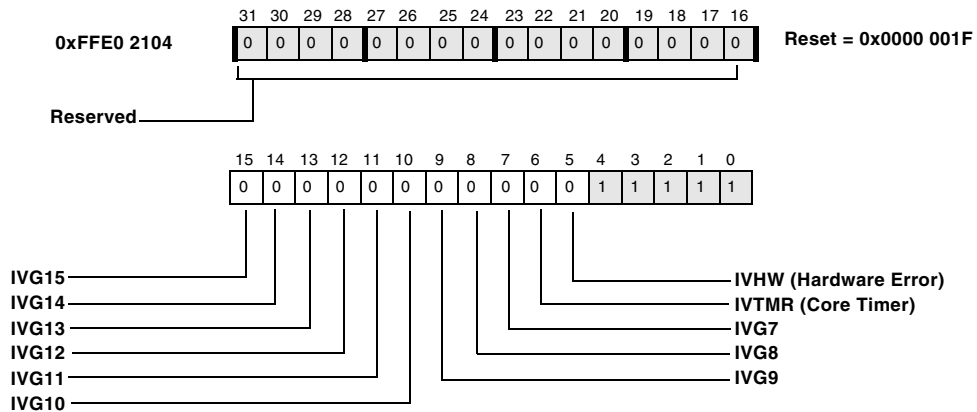 31 30 29 28 27 26 25 24 23 22 21 20 19 18 17 16
0xFFE0 2104 0 0 0 0 0 0 0 0 0 0 0 0 0 0 0 0 Reset = 0x0000 001F
Reserved
15 14 13 12 11 10 9 8 7 6 5 4 3 2 1 0
0 0 0 0 0 0 0 0 0 0 0 1 1 1 1 1
IVG15 IVHW (Hardware Error)
IVG14 IVTMR (Core Timer)
IVG13 IVG7
IVG12 IVG8
IVG11 IVG9
IVG10